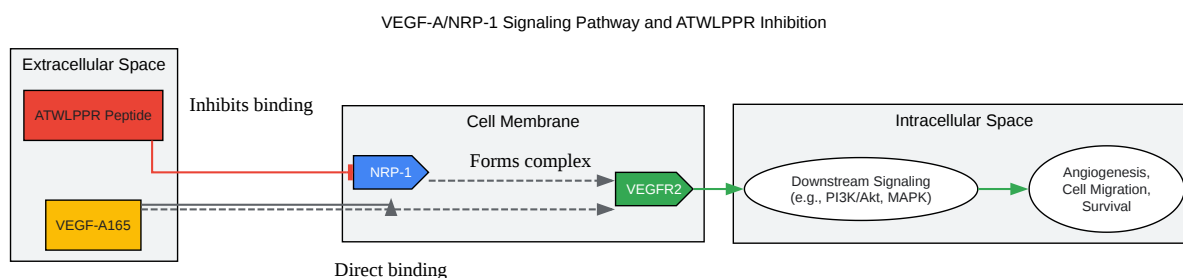 VEGF-A/NRP-1 Signaling Pathway and ATWLPPR Inhibition
Extracellular Space
ATWLPPR Peptide
VEGF-A165
Inhibits binding
Cell Membrane
NRP-1
Forms complex
VEGFR2
Direct binding
Intracellular Space
Downstream Signaling
(e.g., PI3K/Akt, MAPK)
Angiogenesis,
Cell Migration,
Survival